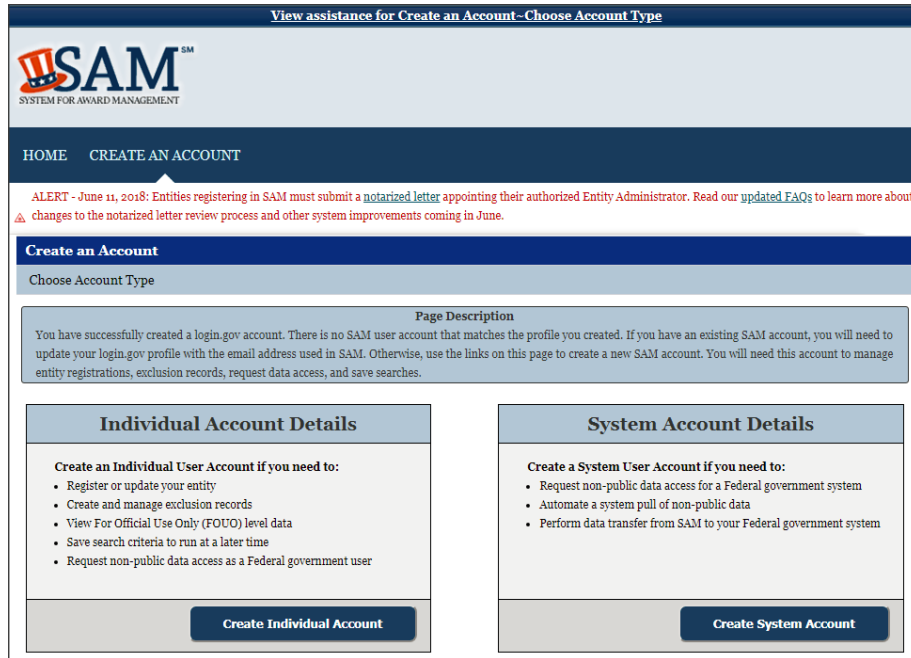 View assistance for Create an Account~Choose Account Type
SAM SM
SYSTEM FOR AWARD MANAGEMENT
HOME CREATE AN ACCOUNT
ALERT - June 11, 2018: Entities registering in SAM must submit a notarized letter appointing their authorized Entity Administrator. Read our updated FAQs to learn more about
changes to the notarized letter review process and other system improvements coming in June.
Create an Account
Choose Account Type
Page Description
You have successfully created a login.gov account. There is no SAM user account that matches the profile you created. If you have an existing SAM account, you will need to
update your login.gov profile with the email address used in SAM. Otherwise, use the links on this page to create a new SAM account. You will need this account to manage
entity registrations, exclusion records, request data access, and save searches.
Individual Account Details
Create an Individual User Account if you need to:
• Register or update your entity
• Create and manage exclusion records
• View For Official Use Only (FOUO) level data
• Save search criteria to run at a later time
• Request non-public data access as a Federal government user
Create Individual Account
System Account Details
Create a System User Account if you need to:
• Request non-public data access for a Federal government system
• Automate a system pull of non-public data
• Perform data transfer from SAM to your Federal government system
Create System Account